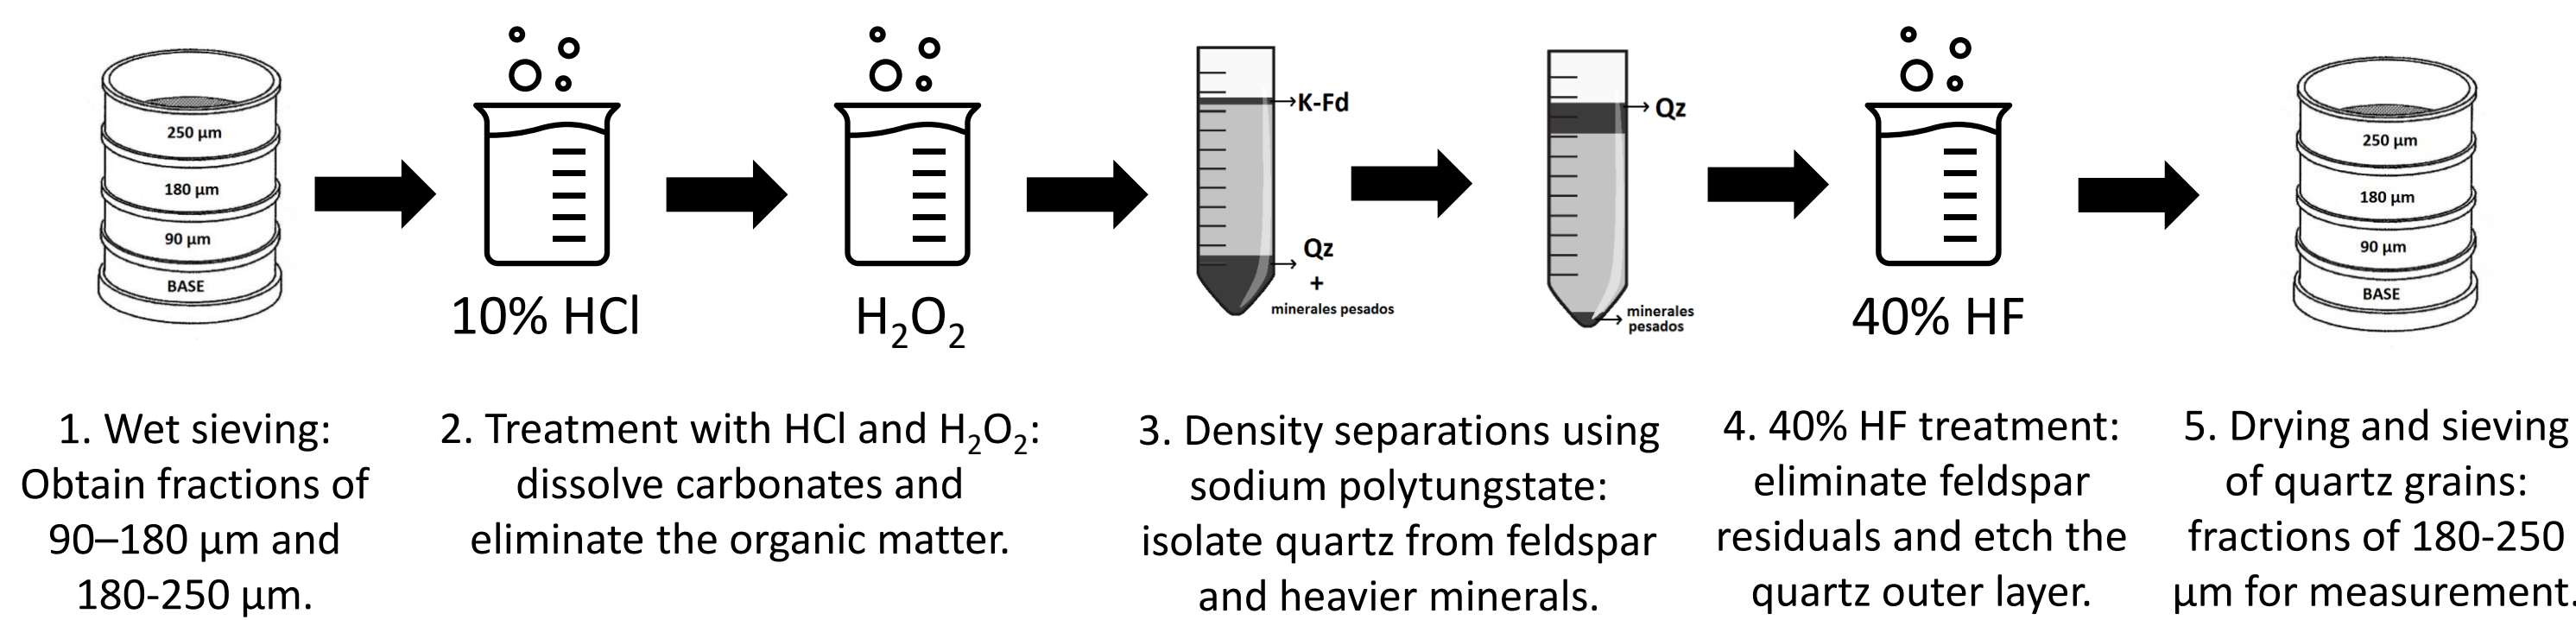 250 µm
180 µm
90 µm
BASE
10% HCl
H₂O₂
K-Fd
Qz
+
minerales pesados
Qz
minerales
pesados
40% HF
250 µm
180 µm
90 µm
BASE
1. Wet sieving:
Obtain fractions of
90–180 µm and
180-250 µm.
2. Treatment with HCl and H₂O₂:
dissolve carbonates and
eliminate the organic matter.
3. Density separations using
sodium polytungstate:
isolate quartz from feldspar
and heavier minerals.
4. 40% HF treatment:
eliminate feldspar
residuals and etch the
quartz outer layer.
5. Drying and sieving
of quartz grains:
fractions of 180-250
µm for measurement.